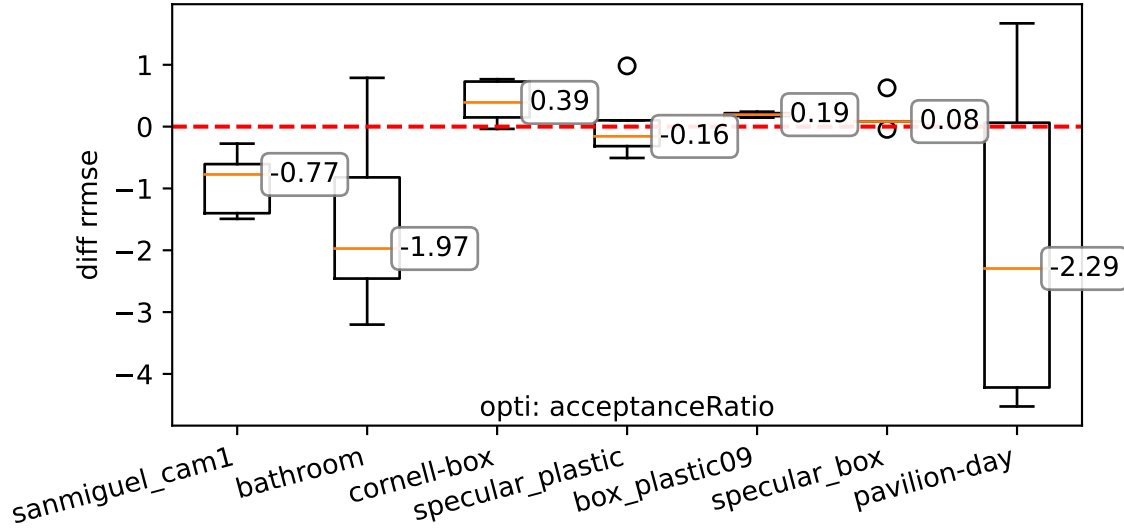 diff rrmse
1
0
−1
−2
−3
−4
-0.77
-1.97
0.39
-0.16
0.19
0.08
-2.29
opti: acceptanceRatio
sanmiguel_cam1
bathroom
cornell-box
specular_plastic
box_plastic09
specular_box
pavilion-day